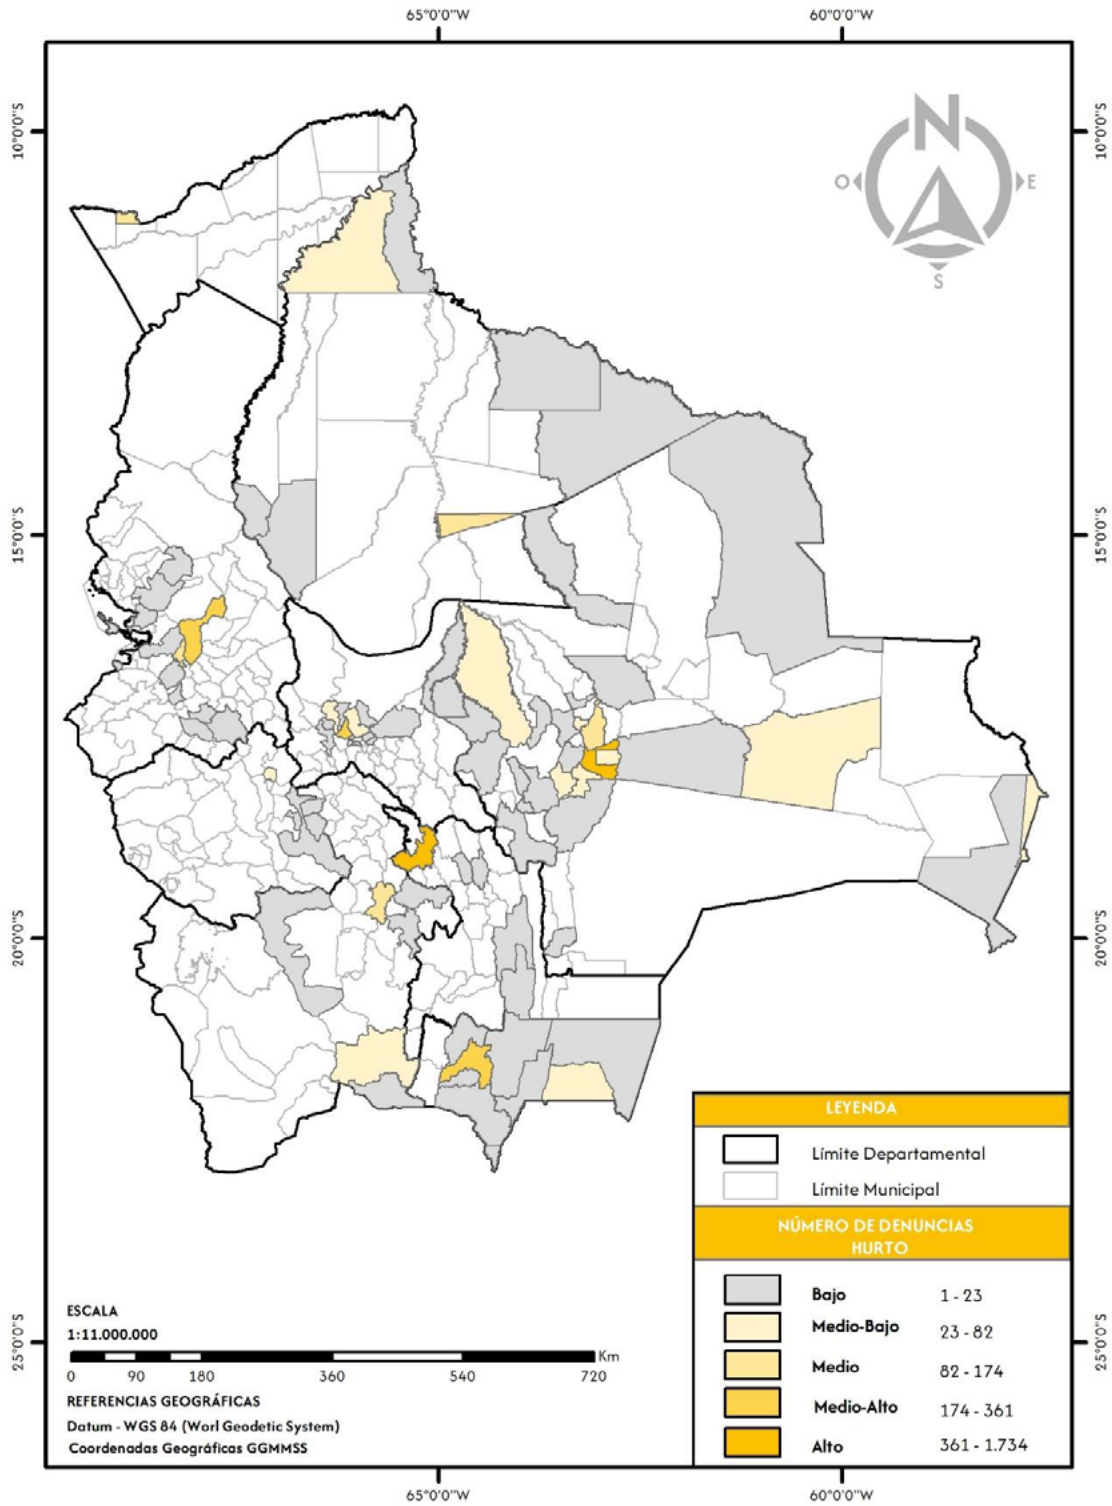 65°0'0"W
60°0'0"W
10°0'0"S
10°0'0"S
N
O
E
S
15°0'0"S
15°0'0"S
20°0'0"S
20°0'0"S
LEYENDA
Límite Departamental
Límite Municipal
NÚMERO DE DENUNCIAS
HURTO
Bajo 1 - 23
Medio-Bajo 23 - 82
Medio 82 - 174
Medio-Alto 174 - 361
Alto 361 - 1.734
ESCALA
1:11.000.000
Km
0 90 180 360 540 720
REFERENCIAS GEOGRÁFICAS
Datum - WGS 84 (Worl Geodetic System)
Coordenadas Geográficas GGMMSS
25°0'0"S
25°0'0"S
65°0'0"W
60°0'0"W